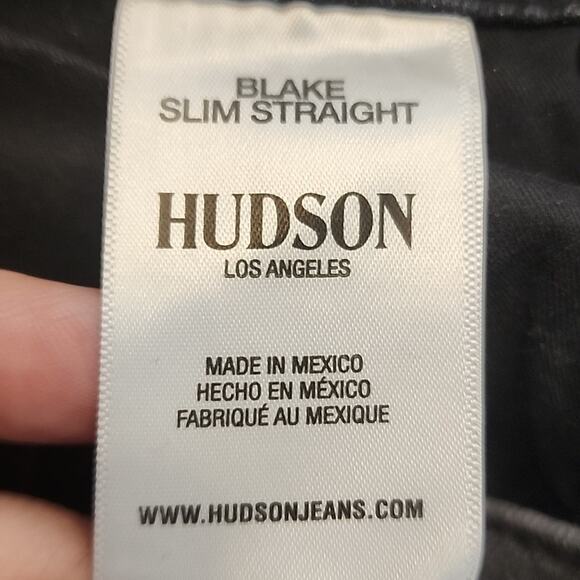 BLAKE
SLIM STRAIGHT
HUDSON
LOS ANGELES
MADE IN MEXICO
HECHO EN MÉXICO
FABRIQUÉ AU MEXIQUE
WWW.HUDSONJEANS.COM